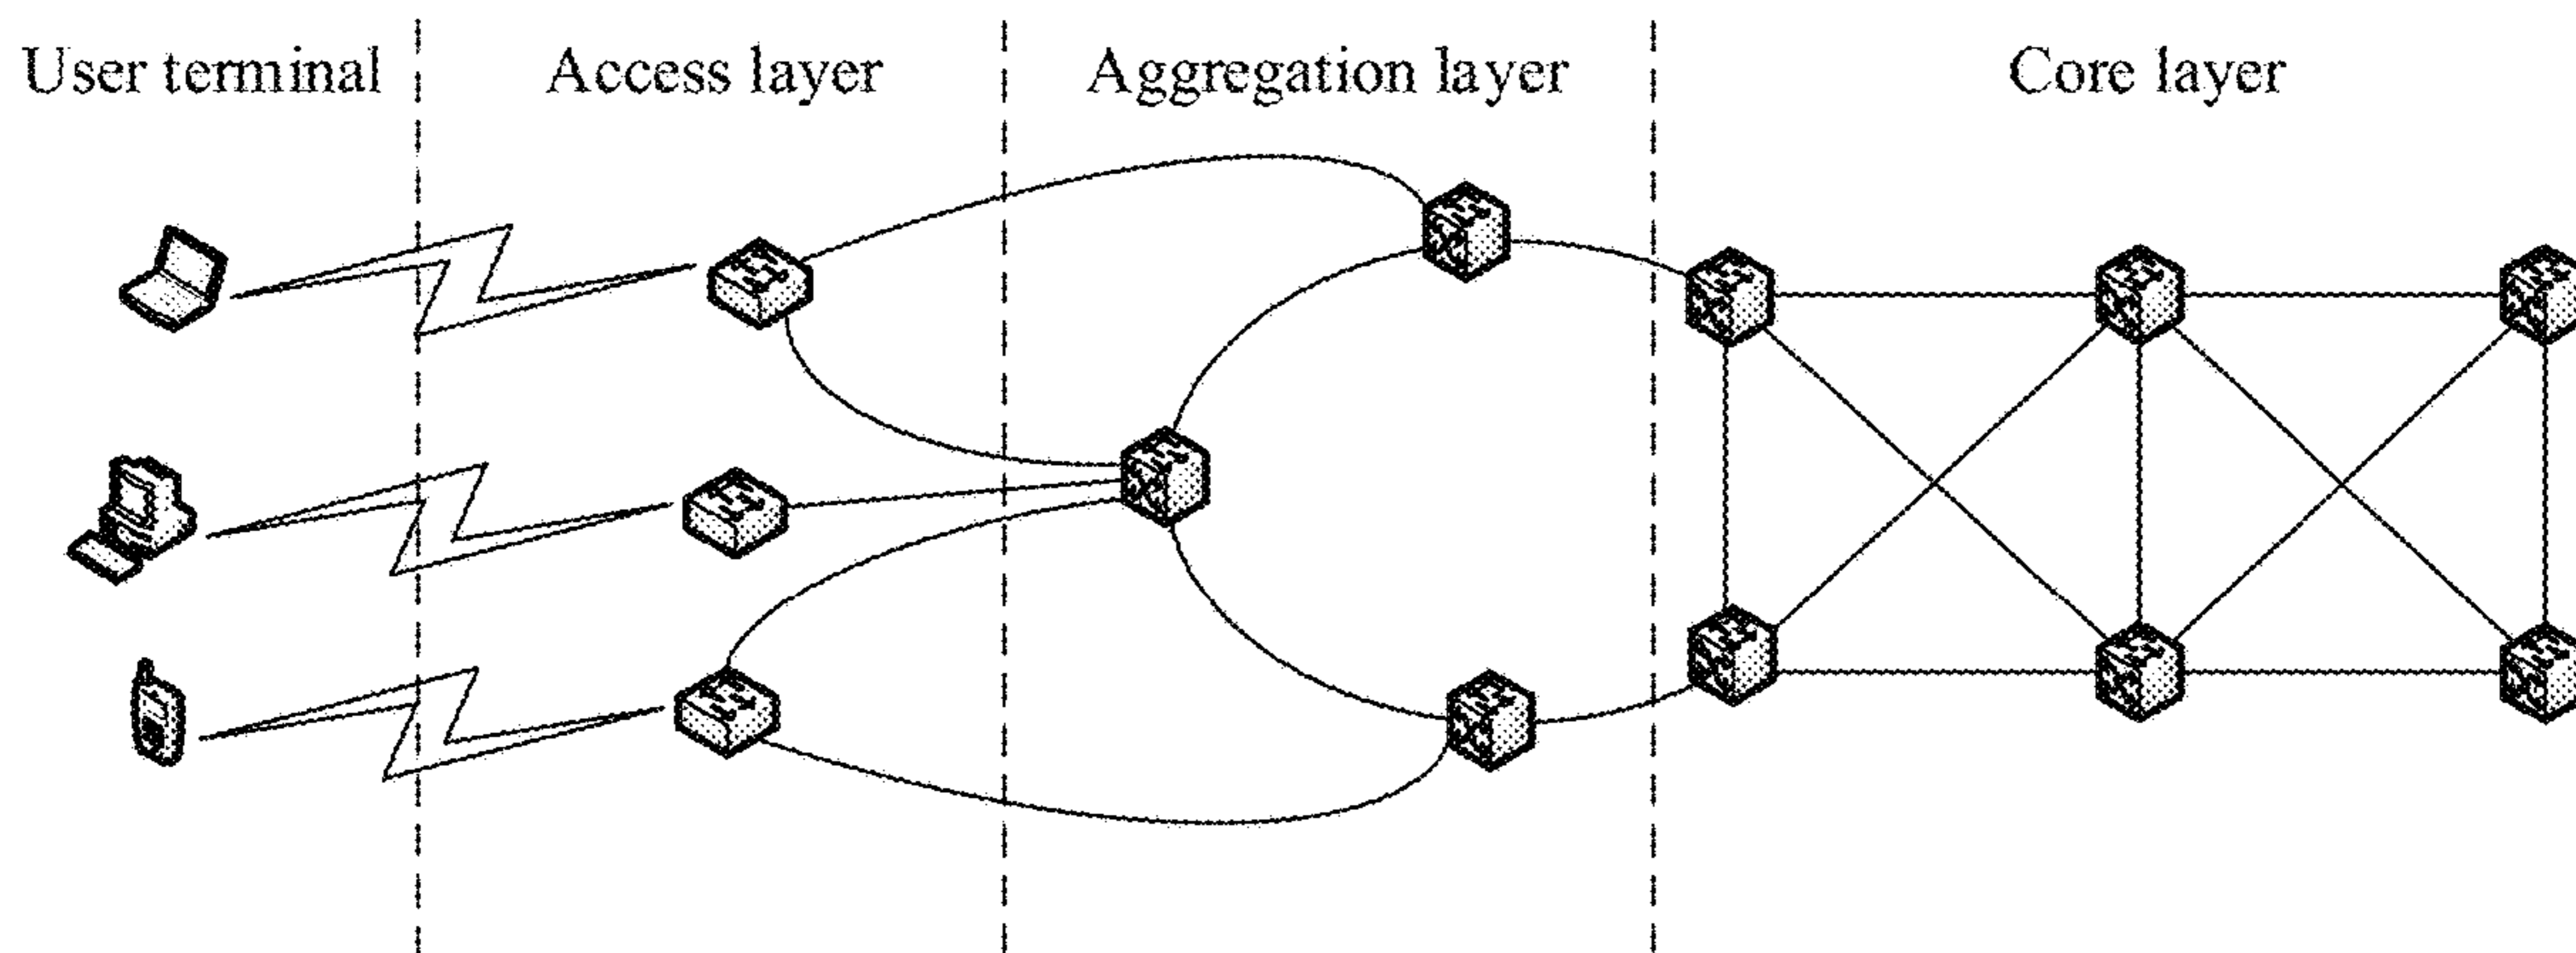 User terminal
Access layer
Aggregation layer
Core layer